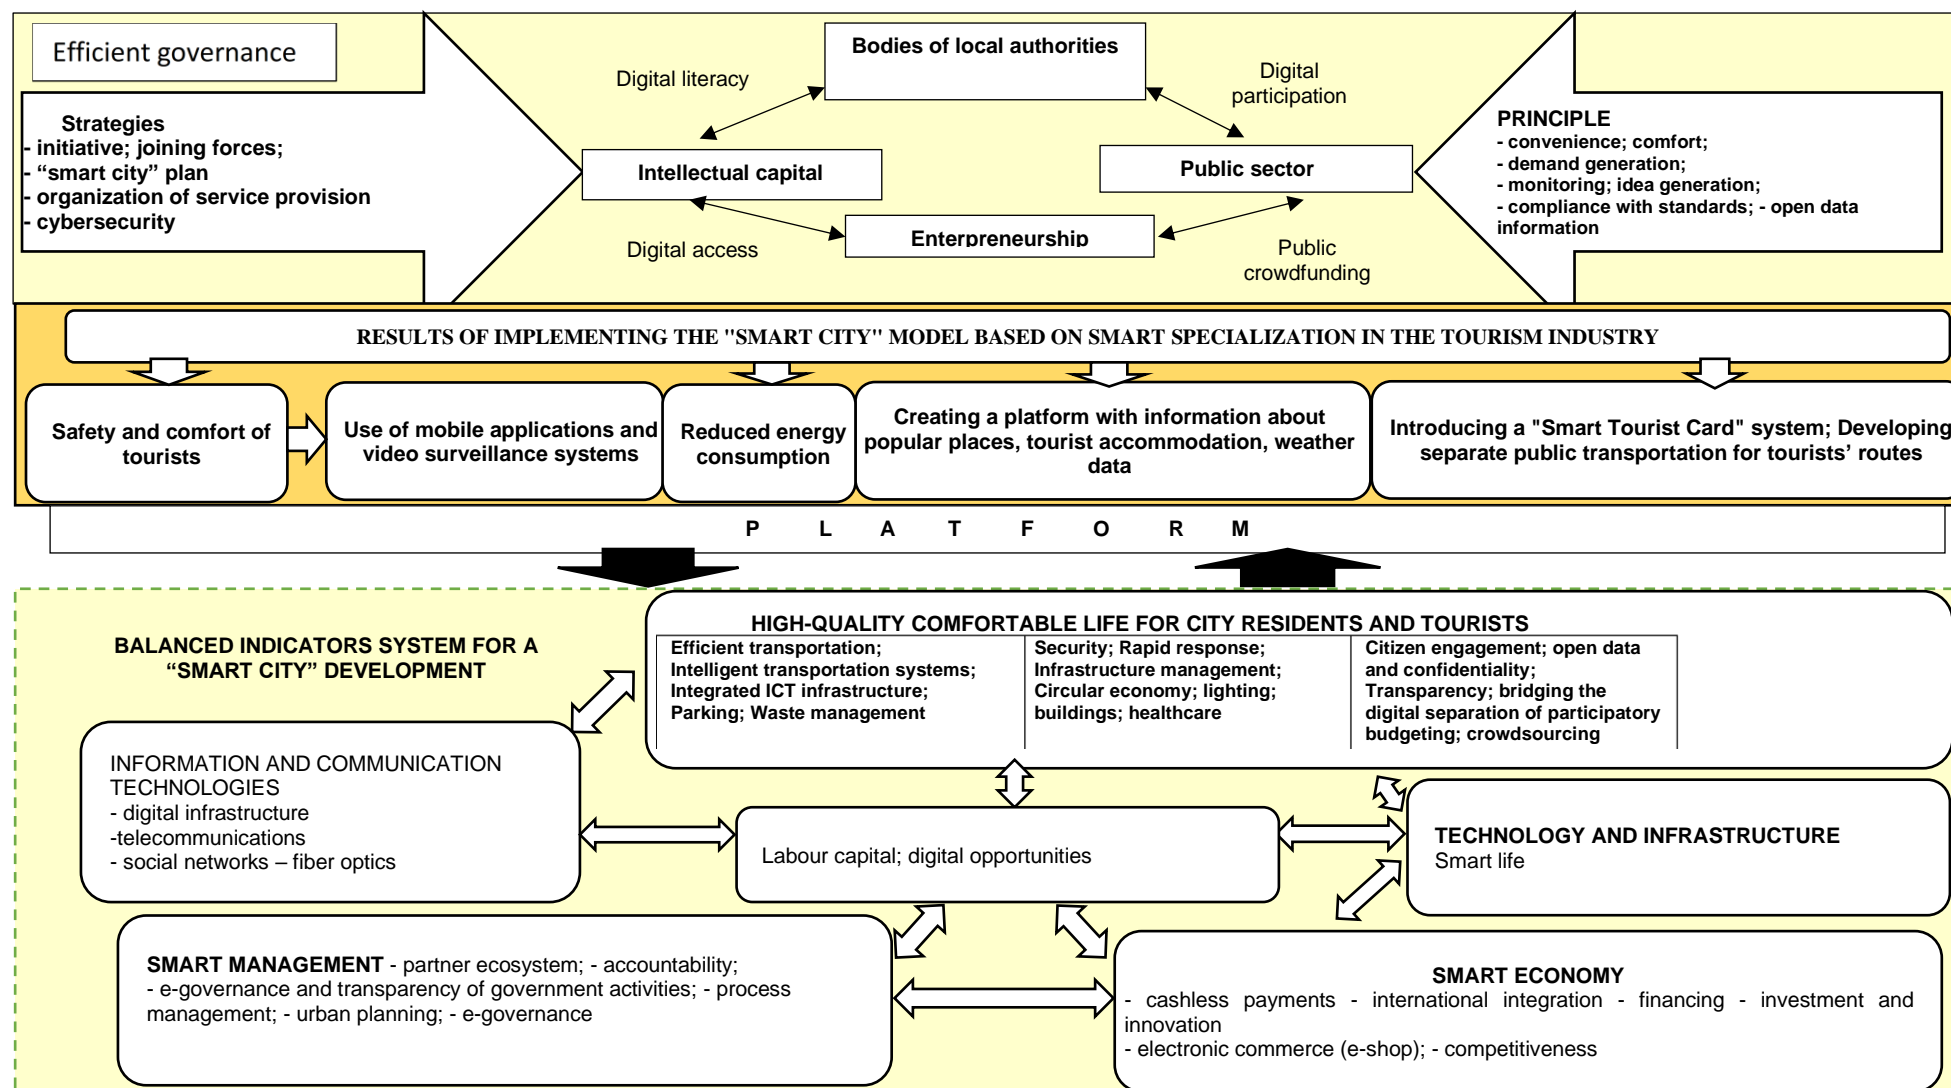 Efficient governance
Strategies
- initiative; joining forces;
- “smart city” plan
- organization of service provision
- cybersecurity
Bodies of local authorities
Digital literacy
Digital
participation
Intellectual capital
Public sector
Enterpreneurship
Digital access
Public
crowdfunding
PRINCIPLE
- convenience; comfort;
- demand generation;
- monitoring; idea generation;
- compliance with standards; - open data
information
RESULTS OF IMPLEMENTING THE "SMART CITY" MODEL BASED ON SMART SPECIALIZATION IN THE TOURISM INDUSTRY
Safety and comfort of
tourists
Use of mobile applications and
video surveillance systems
Reduced energy
consumption
Creating a platform with information about
popular places, tourist accommodation, weather
data
Introducing a "Smart Tourist Card" system; Developing
separate public transportation for tourists’ routes
P L A T F O R M
BALANCED INDICATORS SYSTEM FOR A
“SMART CITY” DEVELOPMENT
HIGH-QUALITY COMFORTABLE LIFE FOR CITY RESIDENTS AND TOURISTS
Efficient transportation;
Intelligent transportation systems;
Integrated ICT infrastructure;
Parking; Waste management
Security; Rapid response;
Infrastructure management;
Circular economy; lighting;
buildings; healthcare
Citizen engagement; open data
and confidentiality;
Transparency; bridging the
digital separation of participatory
budgeting; crowdsourcing
INFORMATION AND COMMUNICATION
TECHNOLOGIES
- digital infrastructure
-telecommunications
- social networks – fiber optics
Labour capital; digital opportunities
TECHNOLOGY AND INFRASTRUCTURE
Smart life
SMART MANAGEMENT - partner ecosystem; - accountability;
- e-governance and transparency of government activities; - process
management; - urban planning; - e-governance
SMART ECONOMY
- cashless payments - international integration - financing - investment and
innovation
- electronic commerce (e-shop); - competitiveness